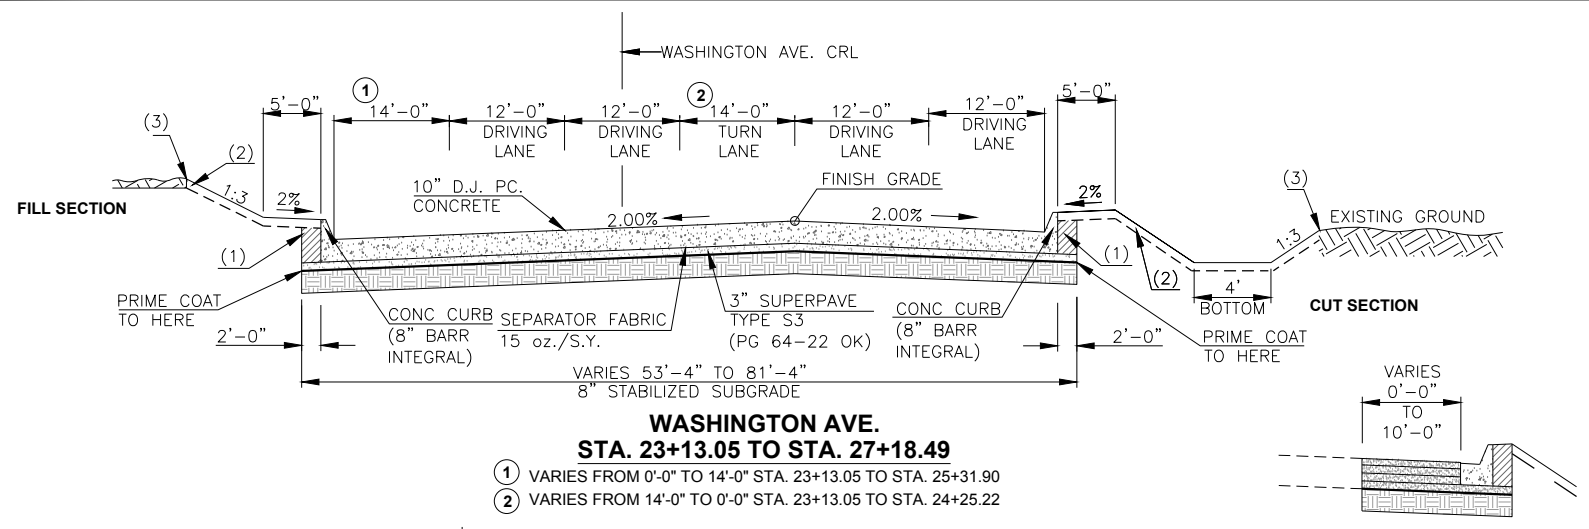 WASHINGTON AVE. CRL
1
2
5'-0"
14'-0"
12'-0"
DRIVING
LANE
12'-0"
DRIVING
LANE
14'-0"
TURN
LANE
12'-0"
DRIVING
LANE
12'-0"
DRIVING
LANE
5'-0"
(3)
(2)
1:3
2%
FILL SECTION
10" D.J. PC.
CONCRETE
2.00%
FINISH GRADE
2.00%
2%
(3)
EXISTING GROUND
1:3
(1)
(1)
(2)
4'
BOTTOM
CUT SECTION
PRIME COAT
TO HERE
CONC CURB
(8" BARR
INTEGRAL)
SEPARATOR FABRIC
15 oz./S.Y.
3" SUPERPAVE
TYPE S3
(PG 64-22 OK)
CONC CURB
(8" BARR
INTEGRAL)
PRIME COAT
TO HERE
2'-0"
2'-0"
VARIES 53'-4" TO 81'-4"
8" STABILIZED SUBGRADE
VARIES
0'-0"
TO
10'-0"
WASHINGTON AVE.
STA. 23+13.05 TO STA. 27+18.49
1 VARIES FROM 0'-0" TO 14'-0" STA. 23+13.05 TO STA. 25+31.90
2 VARIES FROM 14'-0" TO 0'-0" STA. 23+13.05 TO STA. 24+25.22